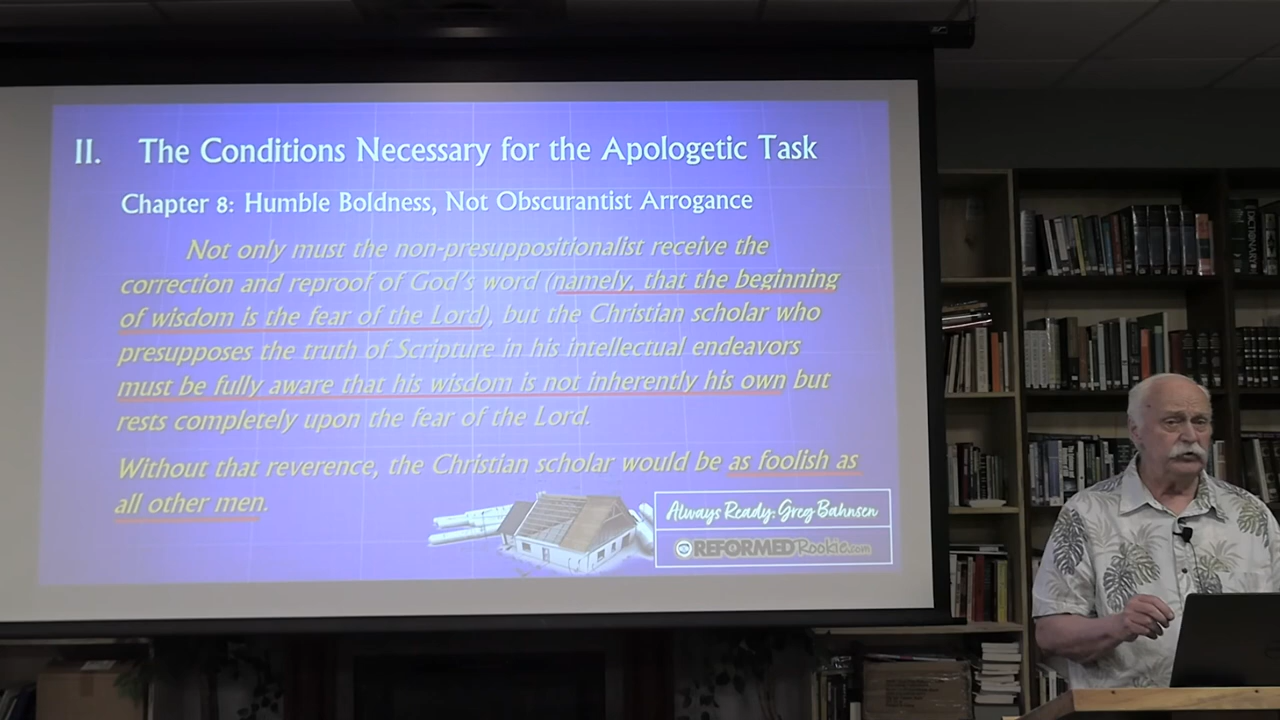 II. The Conditions Necessary for the Apologetic Task
Chapter 8: Humble Boldness, Not Obscurantist Arrogance
Not only must the non-presuppositionalist receive the
correction and reproof of God's word (namely, that the beginning
of wisdom is the fear of the Lord), but the Christian scholar who
presupposes the truth of Scripture in his intellectual endeavors
must be fully aware that his wisdom is not inherently his own but
rests completely upon the fear of the Lord.
Without that reverence, the Christian scholar would be as foolish as
all other men.
Always Ready: Greg Bahnsen
REFORMEDRookie.com
DICTIONARY